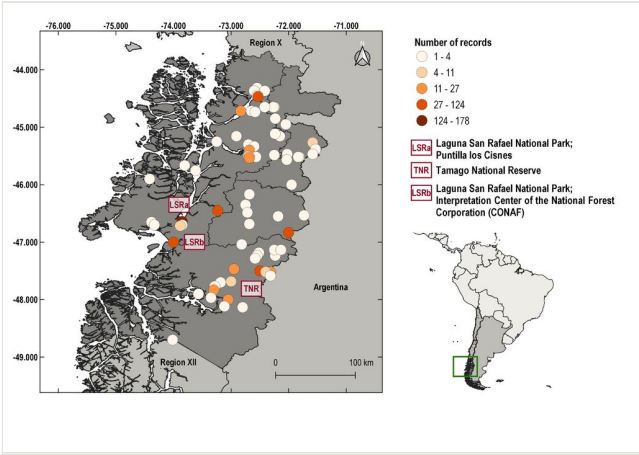 -76.000 -75.000 -74.000 -73.000 -72.000 -71.000
Region X
N
-44.000
-45.000
-46.000
-47.000
-48.000
-49.000
LSRa
LSRb
TNR
Argentina
Region XII
0 100 km
Number of records
1 - 4
4 - 11
11 - 27
27 - 124
124 - 178
LSRa Laguna San Rafael National Park;
Puntilla los Cisnes
TNR Tamago National Reserve
LSRb Laguna San Rafael National Park;
Interpretation Center of the National Forest
Corporation (CONAF)